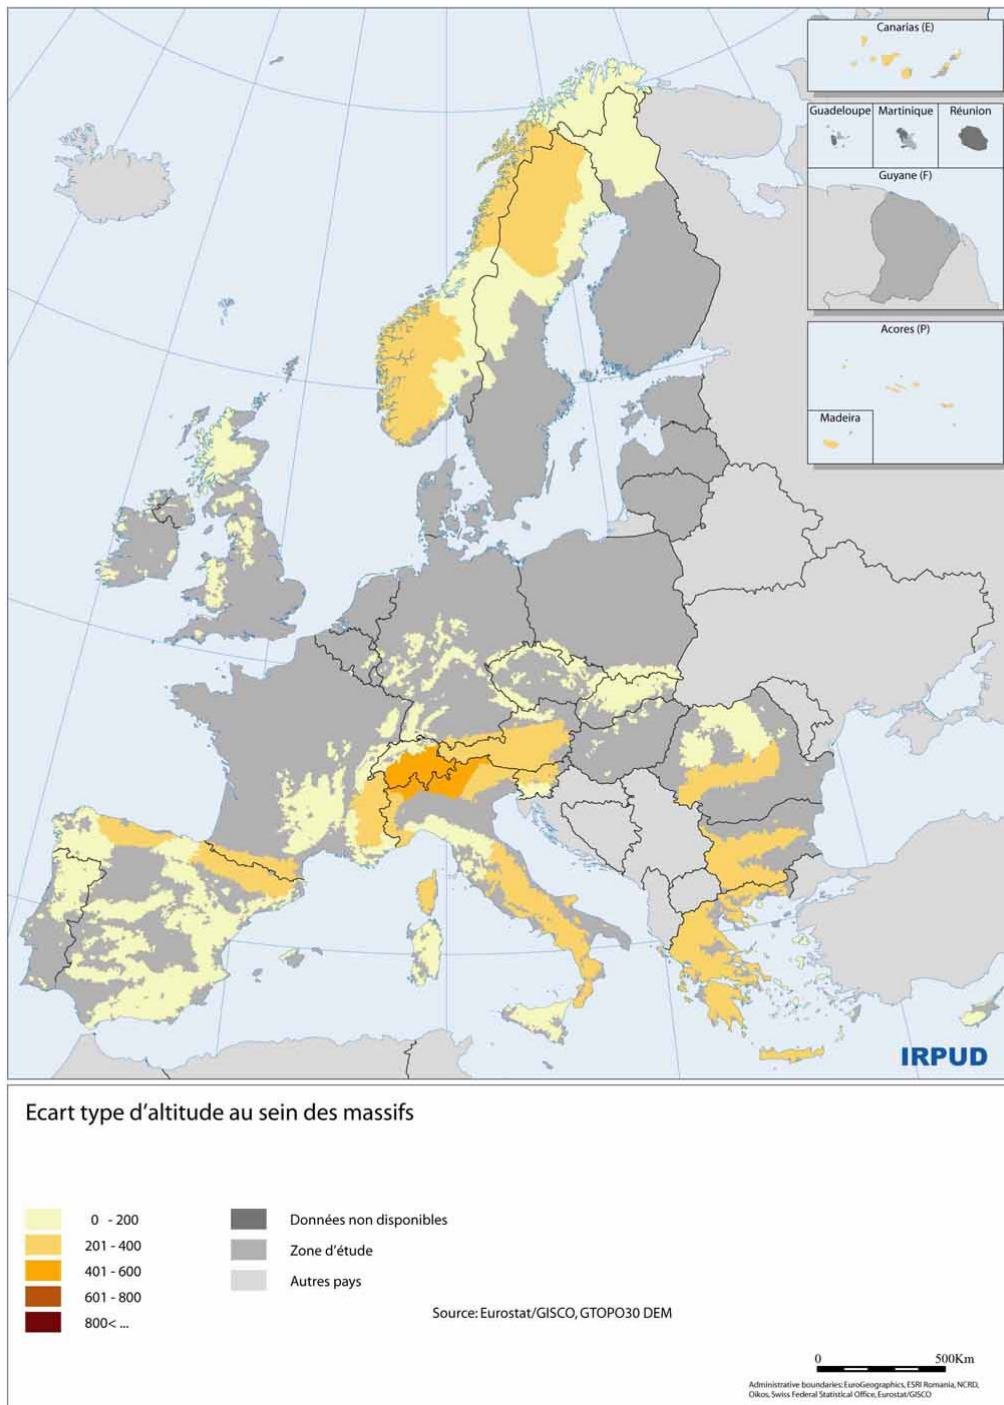 Canarias (E)
Guadeloupe
Martinique
Réunion
Guyane (F)
Acores (P)
Madeira
IRPUD
Ecart type d'altitude au sein des massifs
0 - 200
201 - 400
401 - 600
601 - 800
800< ...
Données non disponibles
Zone d'étude
Autres pays
Source: Eurostat/GISCO, GTOPO30 DEM
0 500Km
Administrative boundaries: EuroGeographics, ESRI Romania, NCRD,
Oikos, Swiss Federal Statistical Office, Eurostat/GISCO